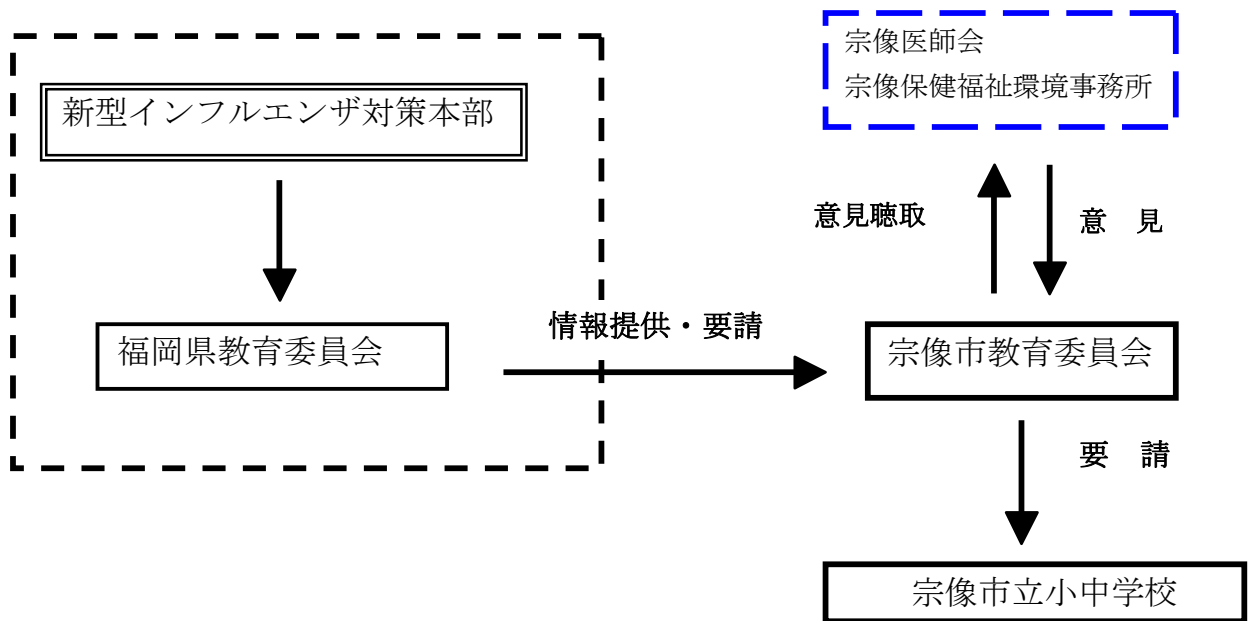 宗像医師会
宗像保健福祉環境事務所
新型インフルエンザ対策本部
意見聴取
意 見
情報提供・要請
福岡県教育委員会
宗像市教育委員会
要 請
宗像市立小中学校